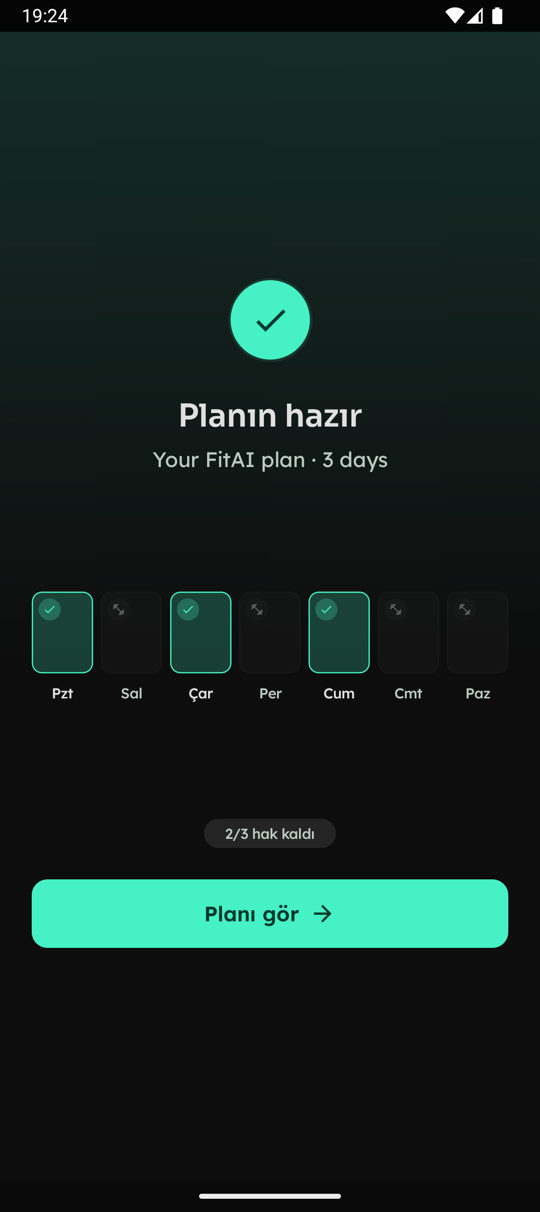 19:24
Planın hazır
Your FitAI plan · 3 days
Pzt Sal Çar Per Cum Cmt Paz
2/3 hak kaldı
Planı gör →